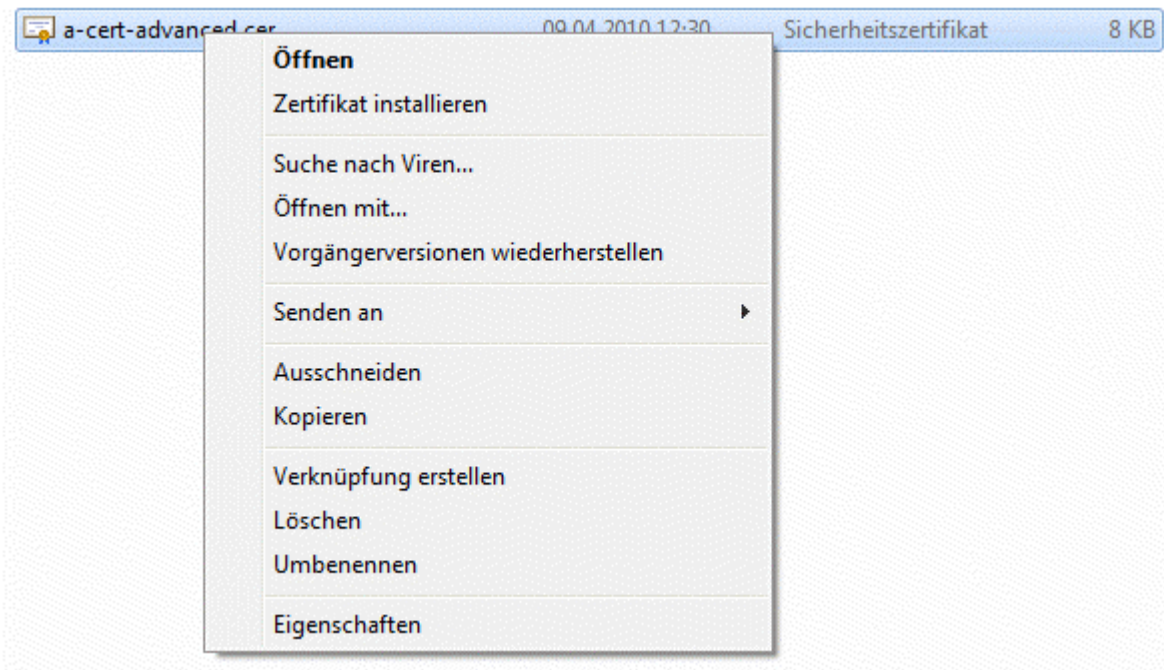 a-cert-advanced.cer 09.04.2010 12:30 Sicherheitszertifikat 8 KB
Öffnen
Zertifikat installieren
Suche nach Viren...
Öffnen mit...
Vorgängerversionen wiederherstellen
Senden an
Ausschneiden
Kopieren
Verknüpfung erstellen
Löschen
Umbenennen
Eigenschaften